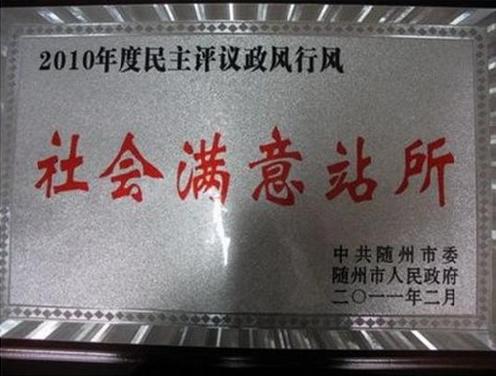 2010年度民主评议政风行风
社会满意站所
中共随州市委
随州市人民政府
二〇一一年二月